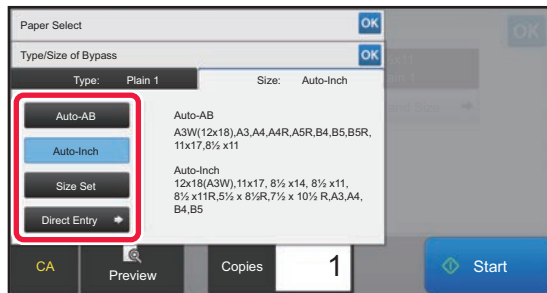 Paper Select
OK
OK
Type/Size of Bypass
OK
Type: Plain 1
Size: Auto-Inch
Auto-AB
Auto-Inch
Size Set
Direct Entry
Auto-AB
A3W(12x18),A3,A4,A4R,A5R,B4,B5,B5R,
11x17,8½ x11
Auto-Inch
12x18(A3W),11x17, 8½ x14, 8½ x11,
8½ x11R,5½ x 8½R,7½ x 10½ R,A3,A4,
B4,B5
CA
Preview
Copies
1
Start